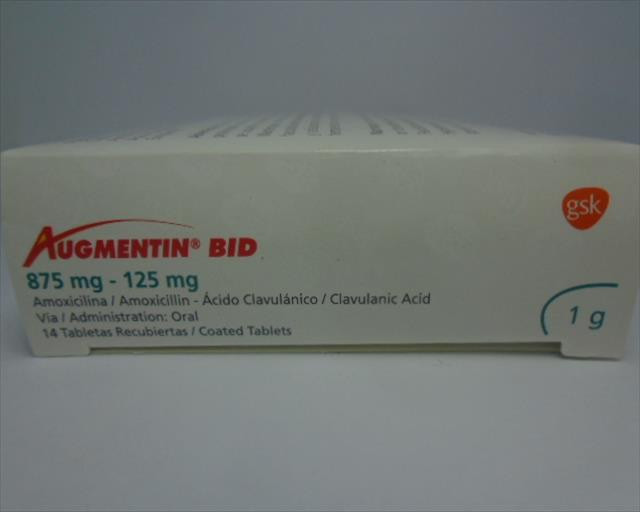 gsk
AUGMENTIN® BID
875 mg - 125 mg
Amoxicilina / Amoxicillin - Ácido Clavulánico / Clavulanic Acid
Vía / Administration: Oral
14 Tabletas Recubiertas / Coated Tablets
1 g